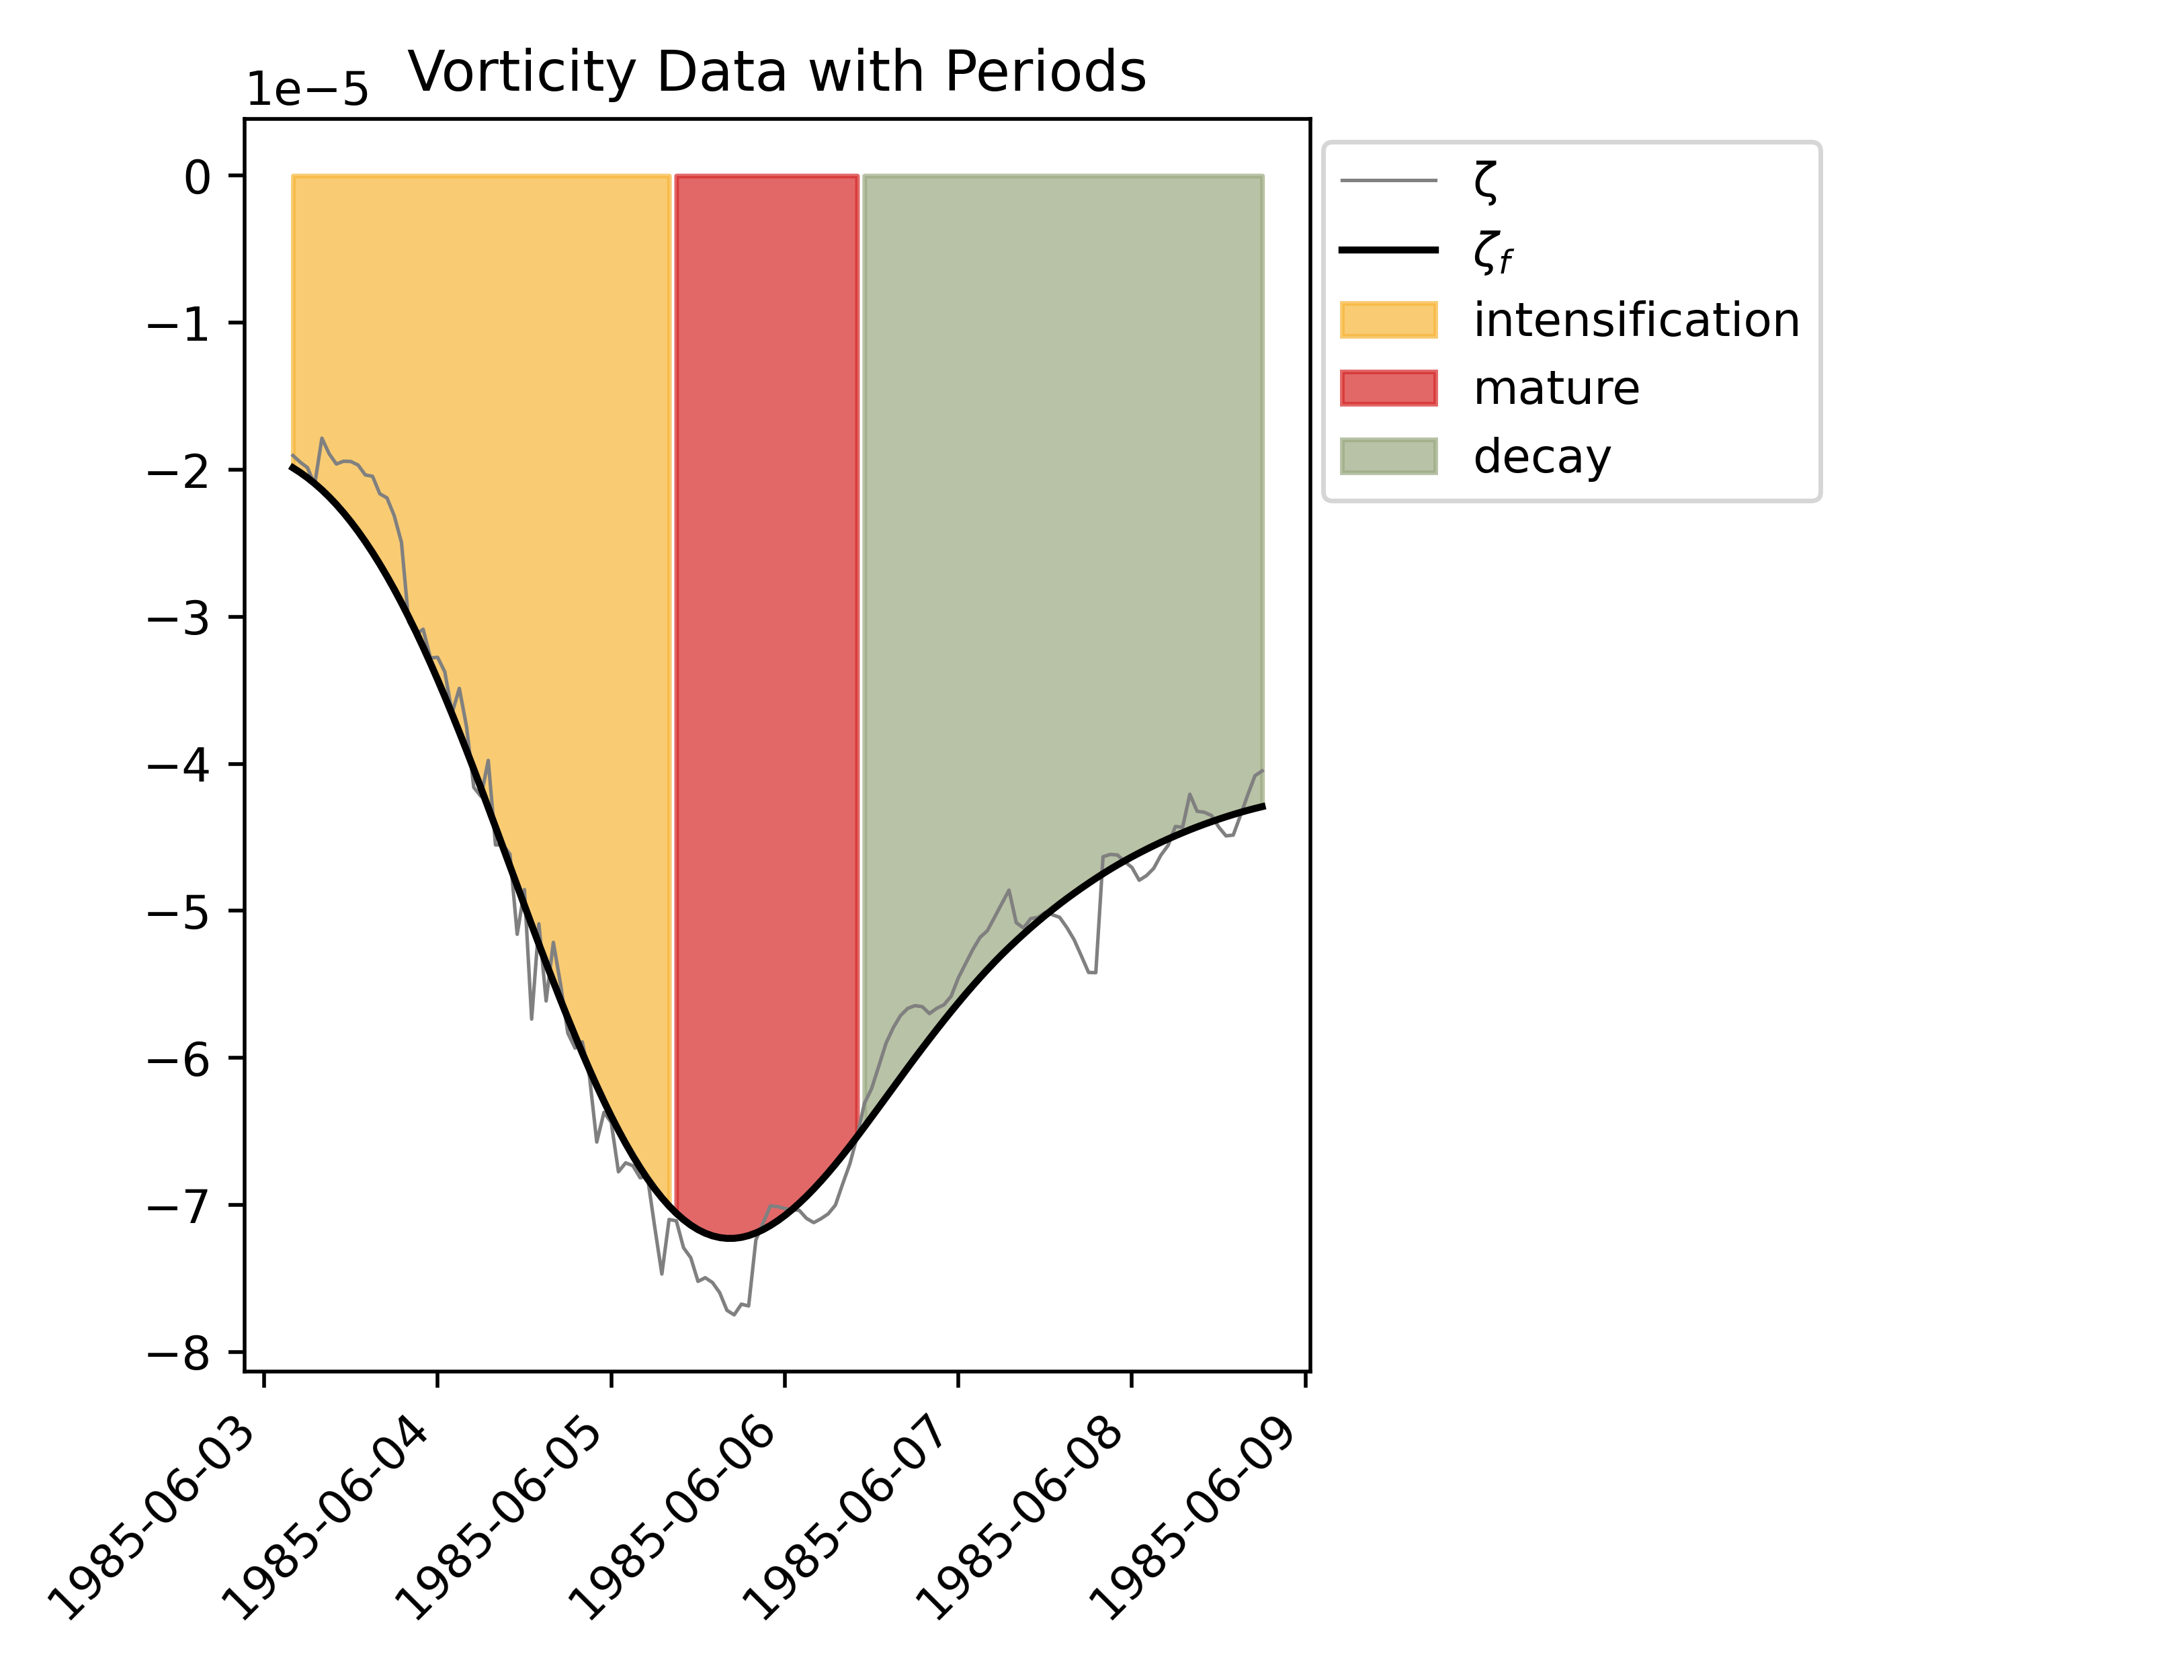 Vorticity Data with Periods
1e−5
0
−1
−2
−3
−4
−5
−6
−7
−8
1985-06-03
1985-06-04
1985-06-05
1985-06-06
1985-06-07
1985-06-08
1985-06-09
ζ
ζf
intensification
mature
decay